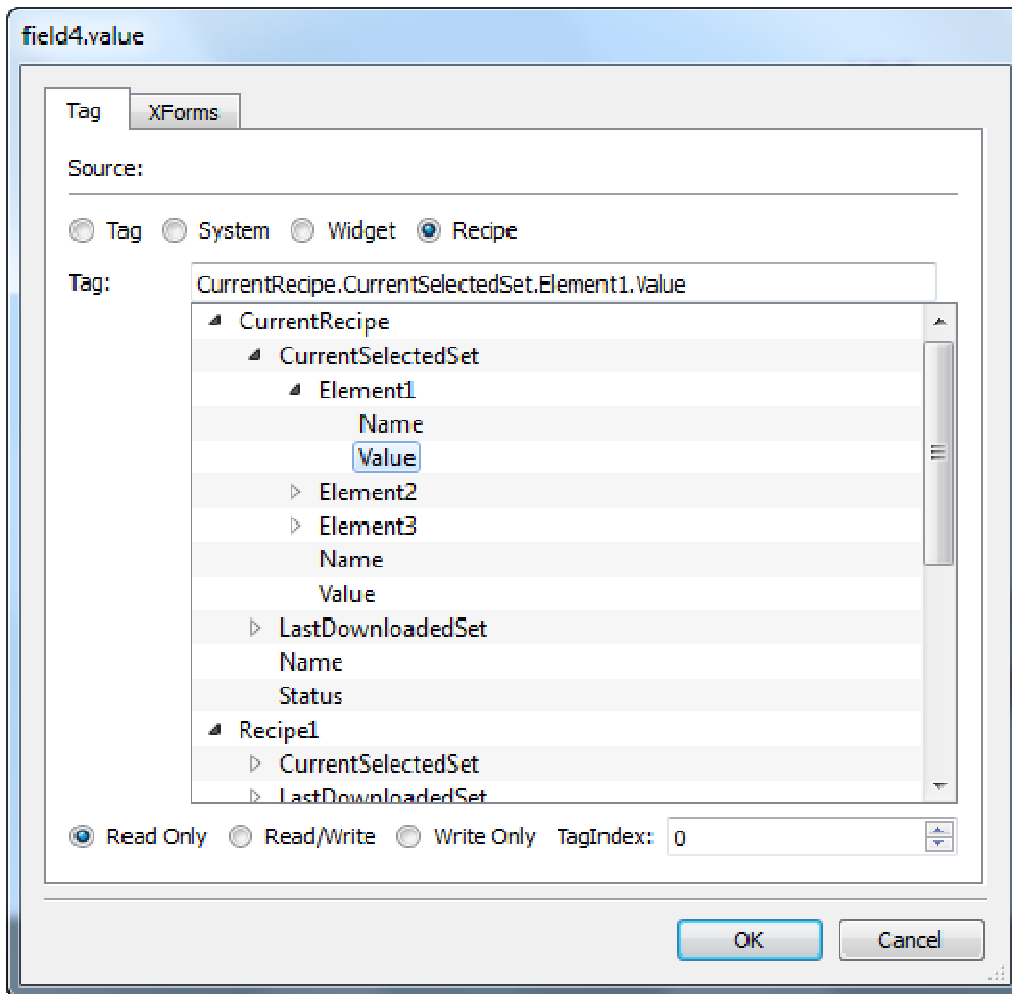 field4.value
Tag XForms
Source:
Tag System Widget Recipe
Tag: CurrentRecipe.CurrentSelectedSet.Element1.Value
CurrentRecipe
CurrentSelectedSet
Element1
Name
Value
Element2
Element3
Name
Value
LastDownloadedSet
Name
Status
Recipe1
CurrentSelectedSet
LastDownloadedSet
Read Only Read/Write Write Only TagIndex: 0
OK Cancel